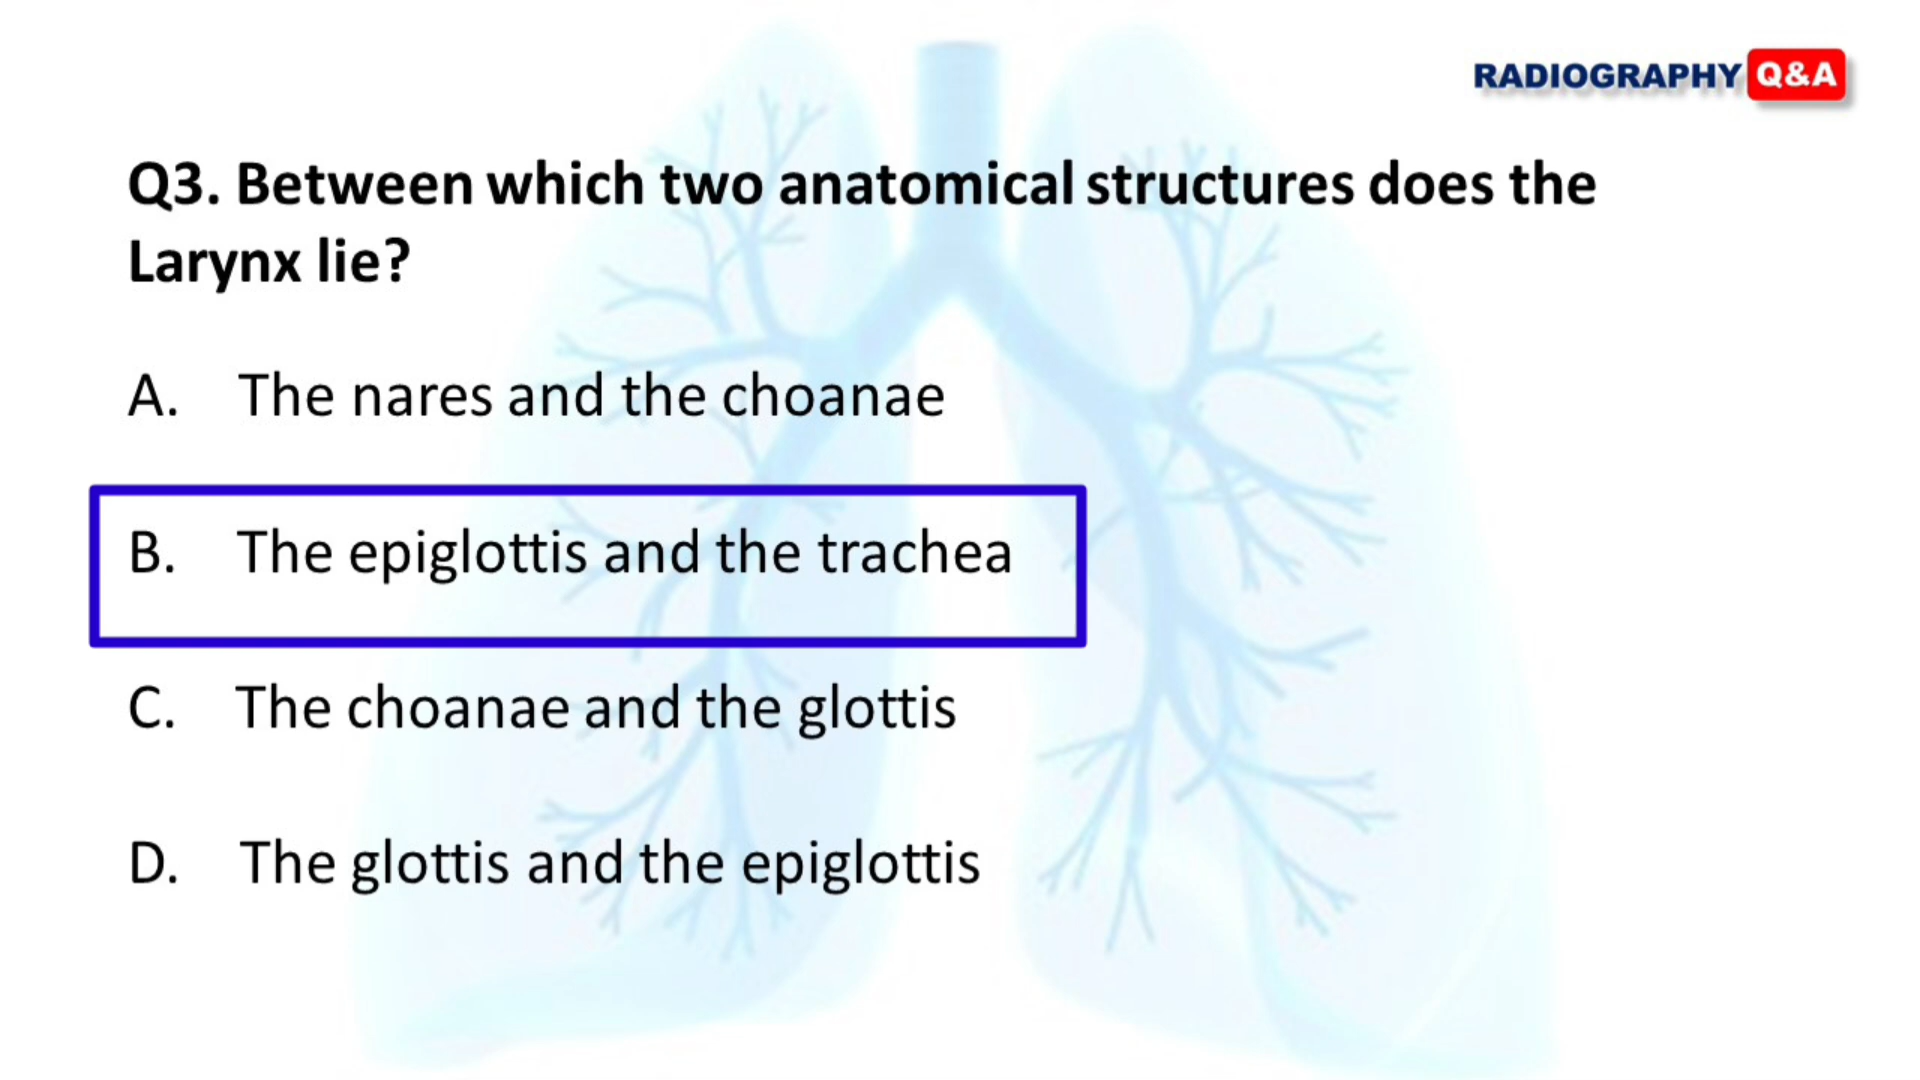 RADIOGRAPHY Q&A
Q3. Between which two anatomical structures does the
Larynx lie?
A. The nares and the choanae
B. The epiglottis and the trachea
C. The choanae and the glottis
D. The glottis and the epiglottis